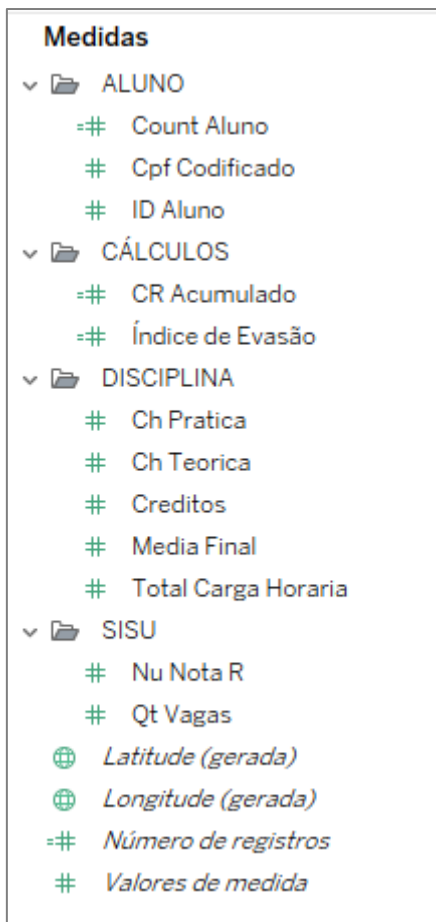 Medidas
ALUNO
Count Aluno
Cpf Codificado
ID Aluno
CÁLCULOS
CR Acumulado
Índice de Evasão
DISCIPLINA
Ch Pratica
Ch Teorica
Creditos
Media Final
Total Carga Horaria
SISU
Nu Nota R
Qt Vagas
Latitude (gerada)
Longitude (gerada)
Número de registros
Valores de medida